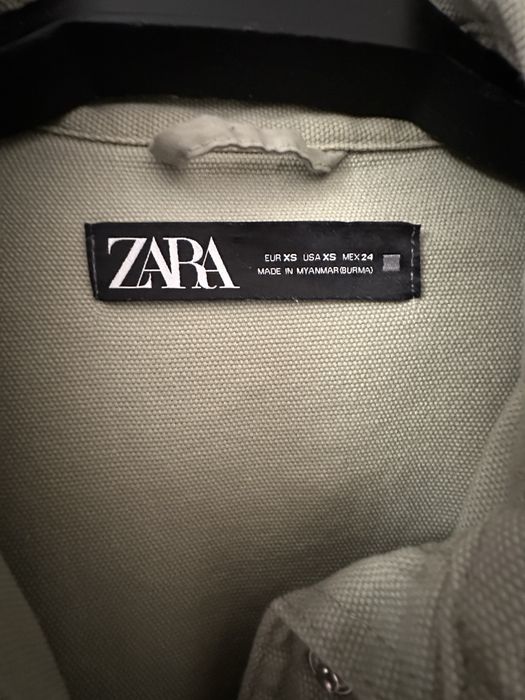 ZARA
EUR XS USA XS MEX 24
MADE IN MYANMAR(BURMA)